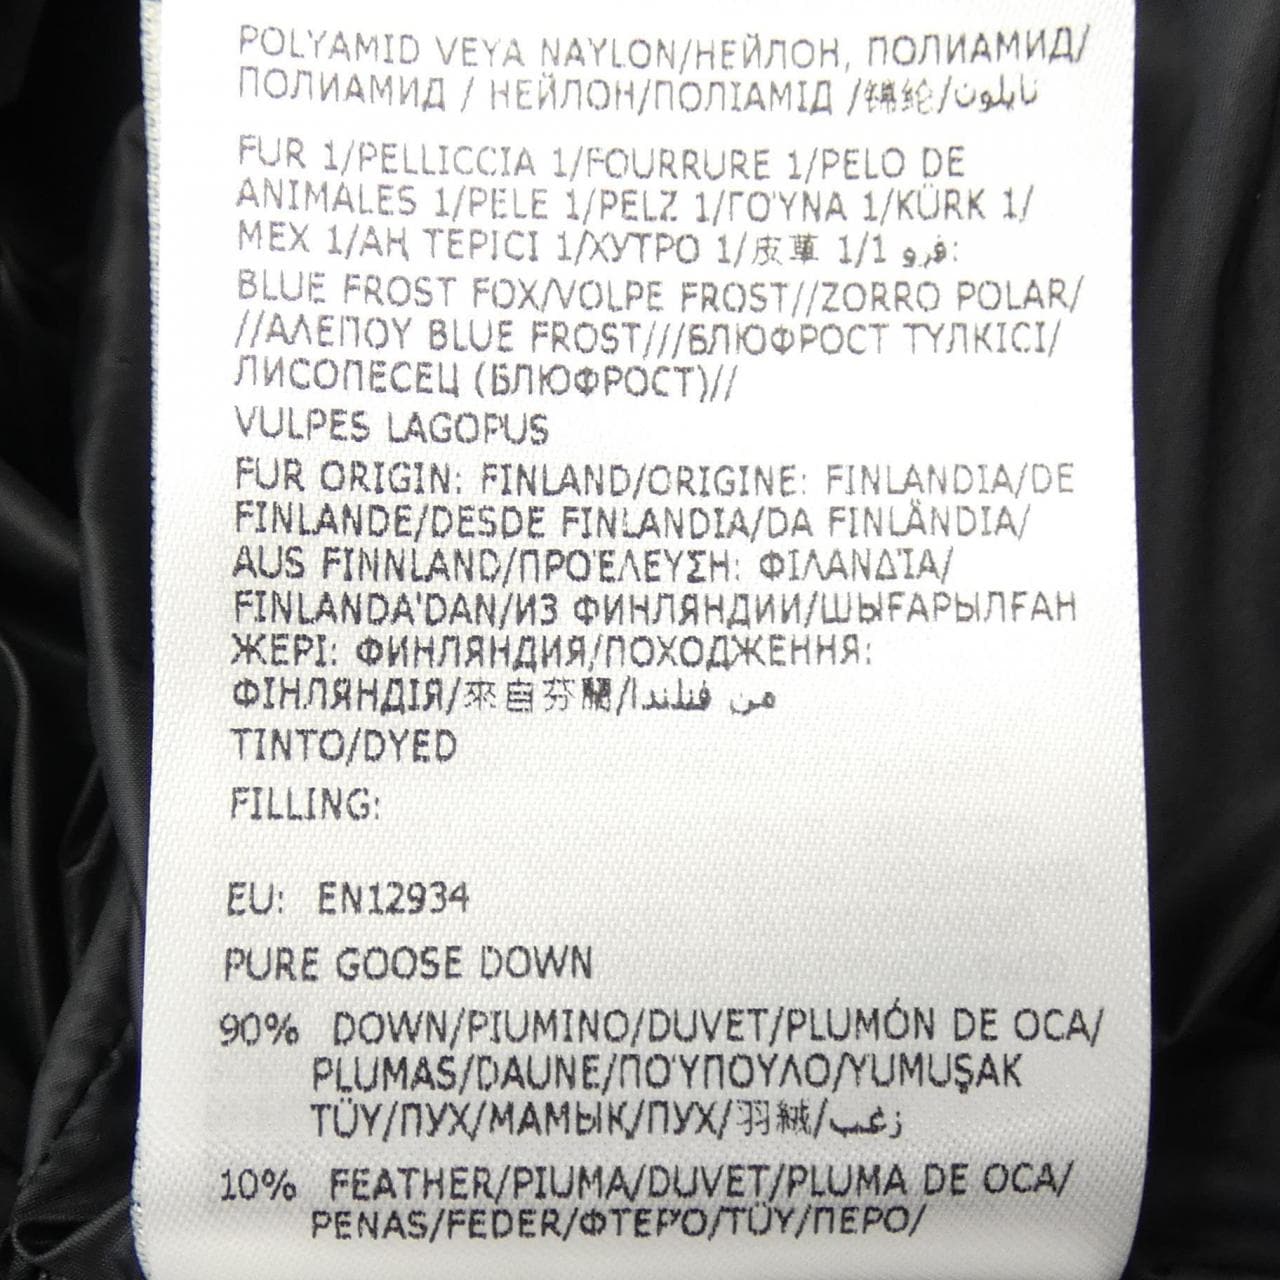 POLYAMID VEYA NAYLON/НЕЙЛОН, ПОЛИАМИД/
ПОЛИАМИД / НЕЙЛОН/ПОЛІАМІД /锦纶/نايلون
FUR 1/PELLICCIA 1/FOURRURE 1/PELO DE
ANIMALES 1/PELE 1/PELZ 1/ΓΟΎΝΑ 1/KÜRK 1/
МЕХ 1/АҢ ТЕРІСІ 1/ХУТРО 1/皮草 1/1 فرو:
BLUE FROST FOX/VOLPE FROST//ZORRO POLAR/
//ΑΛΕΠΟΥ BLUE FROST///БЛЮФРОСТ ТҮЛКІСІ/
ЛИСОПЕСЕЦ (БЛЮФРОСТ)//
VULPES LAGOPUS
FUR ORIGIN: FINLAND/ORIGINE: FINLANDIA/DE
FINLANDE/DESDE FINLANDIA/DA FINLÂNDIA/
AUS FINNLAND/ΠΡΟΈΛΕΥΣΗ: ΦΙΛΑΝΔΊΑ/
FINLANDA'DAN/ИЗ ФИНЛЯНДИИ/ШЫҒАРЫЛҒАН
ЖЕРІ: ФИНЛЯНДИЯ/ПОХОДЖЕННЯ:
ФІНЛЯНДІЯ/來自芬蘭/من فنلندا
TINTO/DYED
FILLING:
EU: EN12934
PURE GOOSE DOWN
90% DOWN/PIUMINO/DUVET/PLUMÓN DE OCA/
PLUMAS/DAUNE/ΠΟΎΠΟΥΛΟ/YUMUŞAK
TÜY/ПУХ/МАМЫҚ/ПУХ/羽絨/زغب
10% FEATHER/PIUMA/DUVET/PLUMA DE OCA/
PENAS/FEDER/ΦΤΕΡΟ/TÜY/ПЕРО/